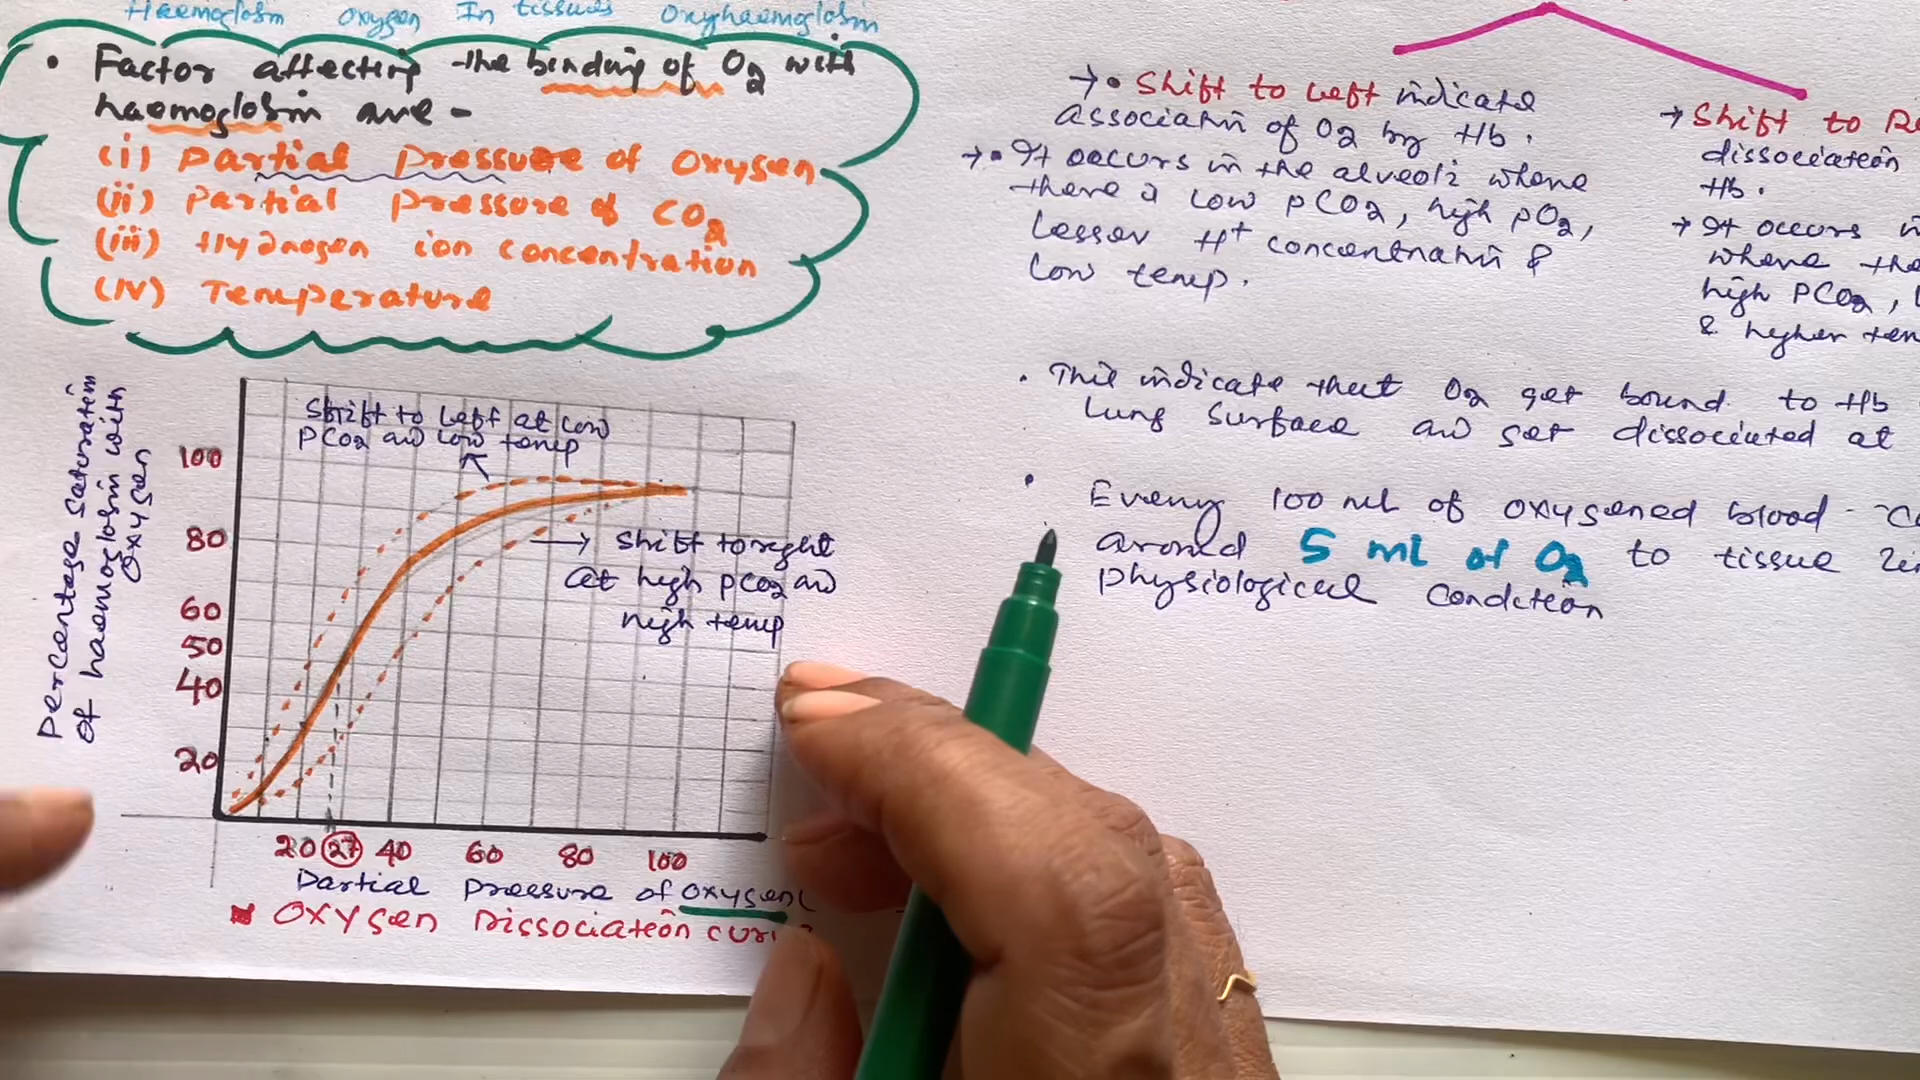 Haemoglobin Oxygen In tissues Oxyhaemoglobin
• Factor affecting the binding of O2 with
haemoglobin are -
(i) Partial pressure of Oxygen
(ii) Partial pressure of CO2
(iii) Hydrogen ion concentration
(iv) Temperature
Percentage saturation
of haemoglobin with
oxygen
Shift to Left at low
PCO2 and low temp
100
80
60
50
40
20
Shift to right
at high pCO2 and
high temp
20 27 40 60 80 100
Partial pressure of oxygen(
Oxygen Dissociation
→ • Shift to Left indicate
association of O2 by Hb.
→ • It occurs in the alveoli where
there is low pCO2, high pO2,
Lesser H+ concentration &
low temp.
→ Shift to
dissociation
Hb.
→ It occurs
where
high PCO2,
& higher
• This indicate that O2 get bound to Hb
Lung surface and get dissociated at
• Every 100 ml of oxygened blood
around 5 ml of O2 to tissue
physiological condition